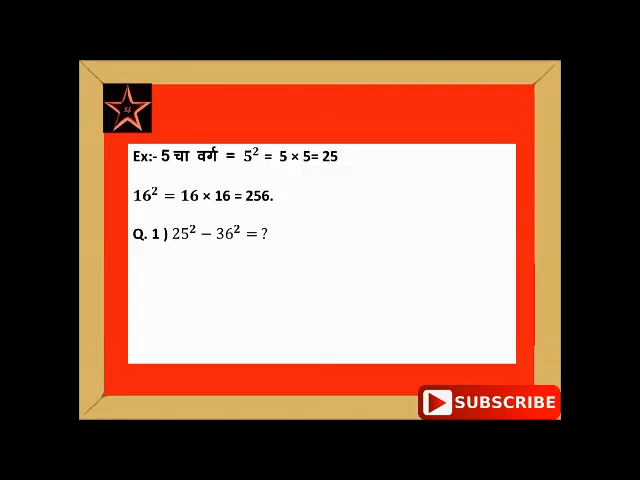 Ex:- 5 चा वर्ग = 5² = 5 × 5= 25
16² = 16 × 16 = 256.
Q. 1 ) 25² − 36² = ?
SUBSCRIBE